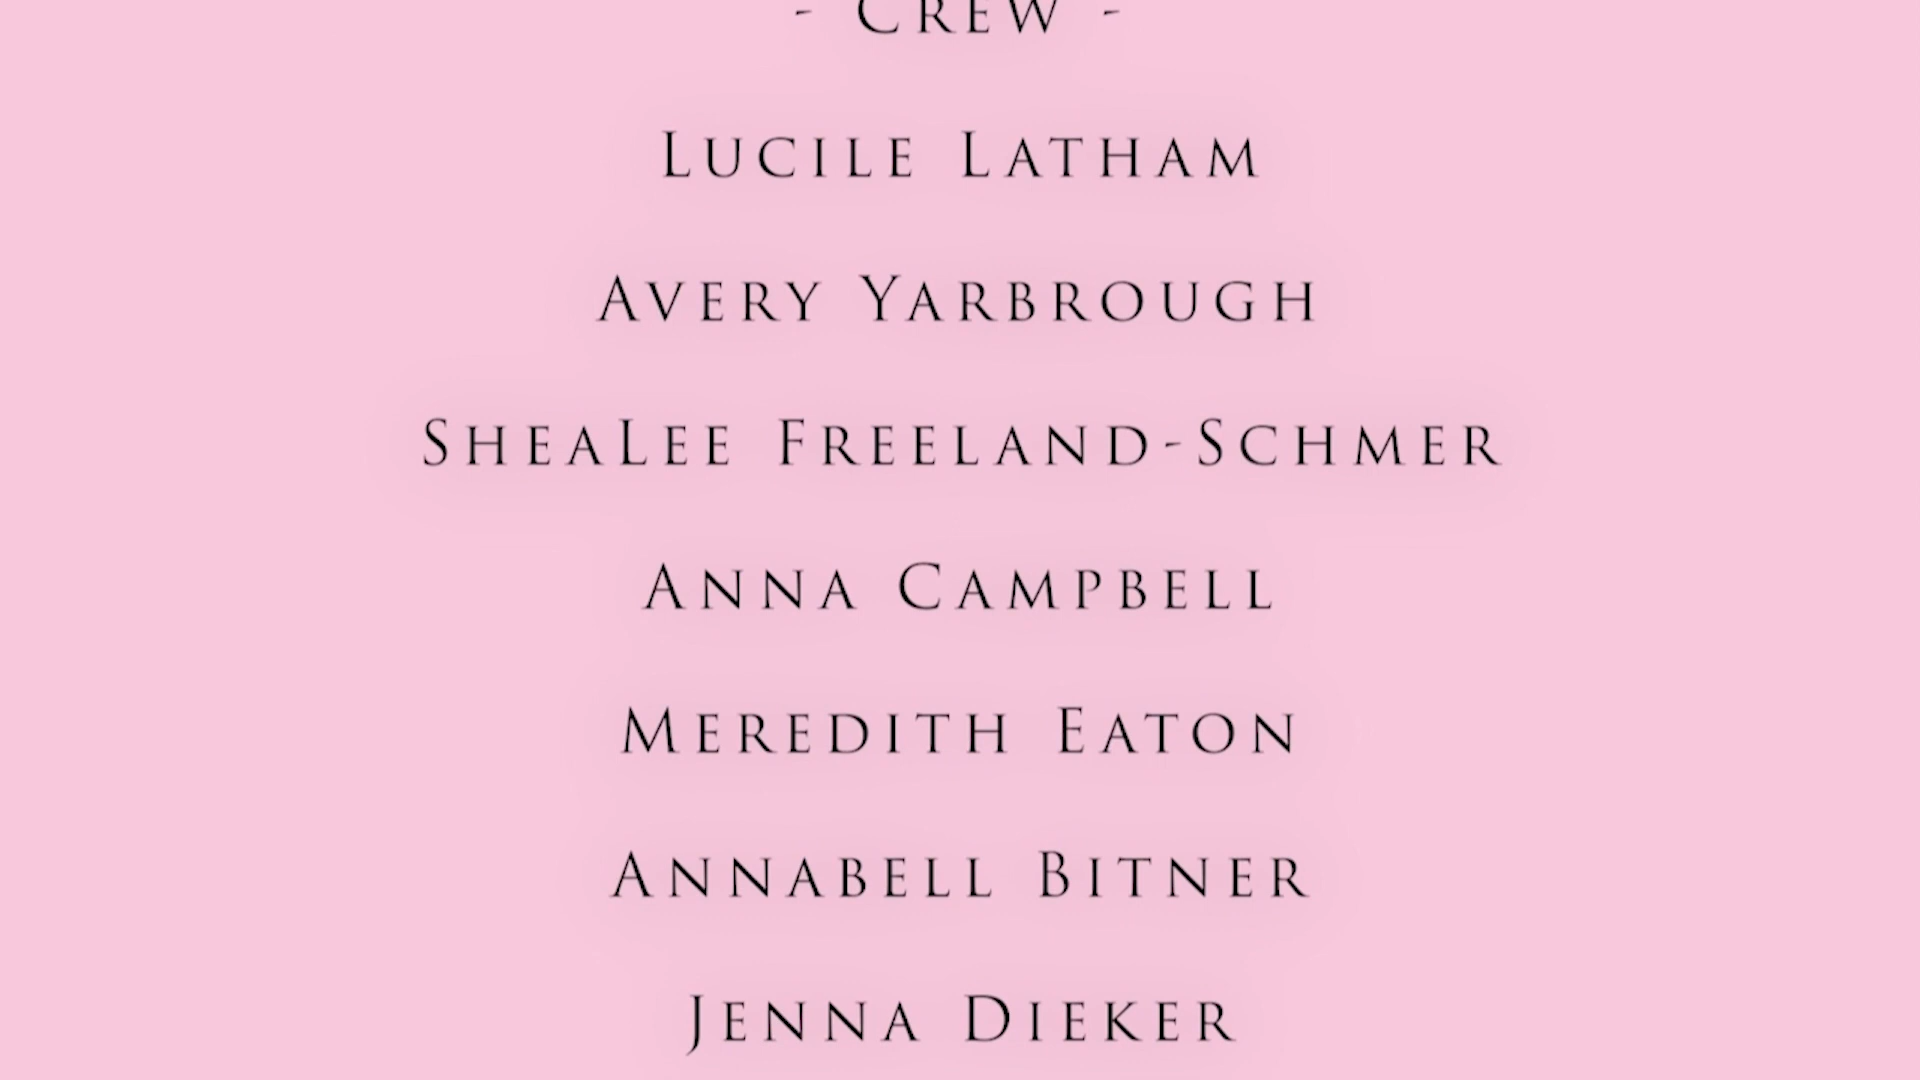 - Crew -
Lucile Latham
Avery Yarbrough
SheaLee Freeland-Schmer
Anna Campbell
Meredith Eaton
Annabell Bitner
Jenna Dieker